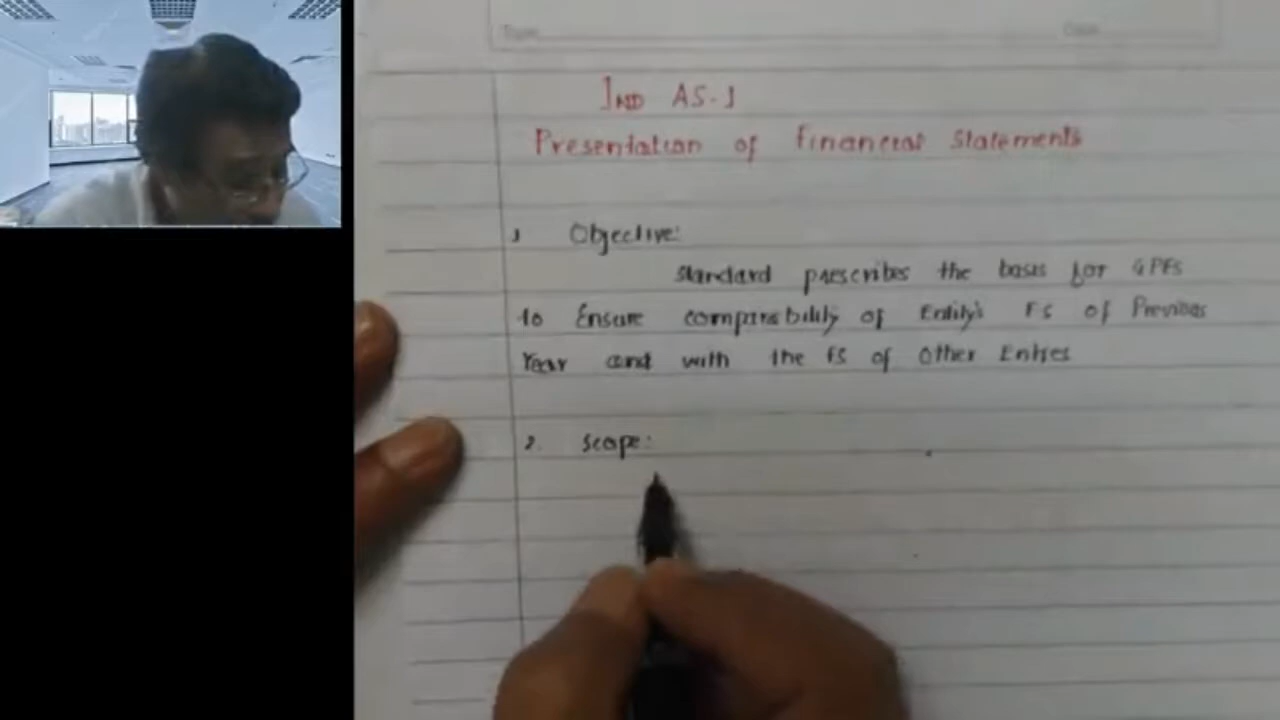 IND AS-1
Presentation of Financial Statements
1 Objective:
Standard prescribes the basis for GPFS
to Ensure comparability of Entity's FS of Previous
Year and with the FS of Other Entities
2. Scope: